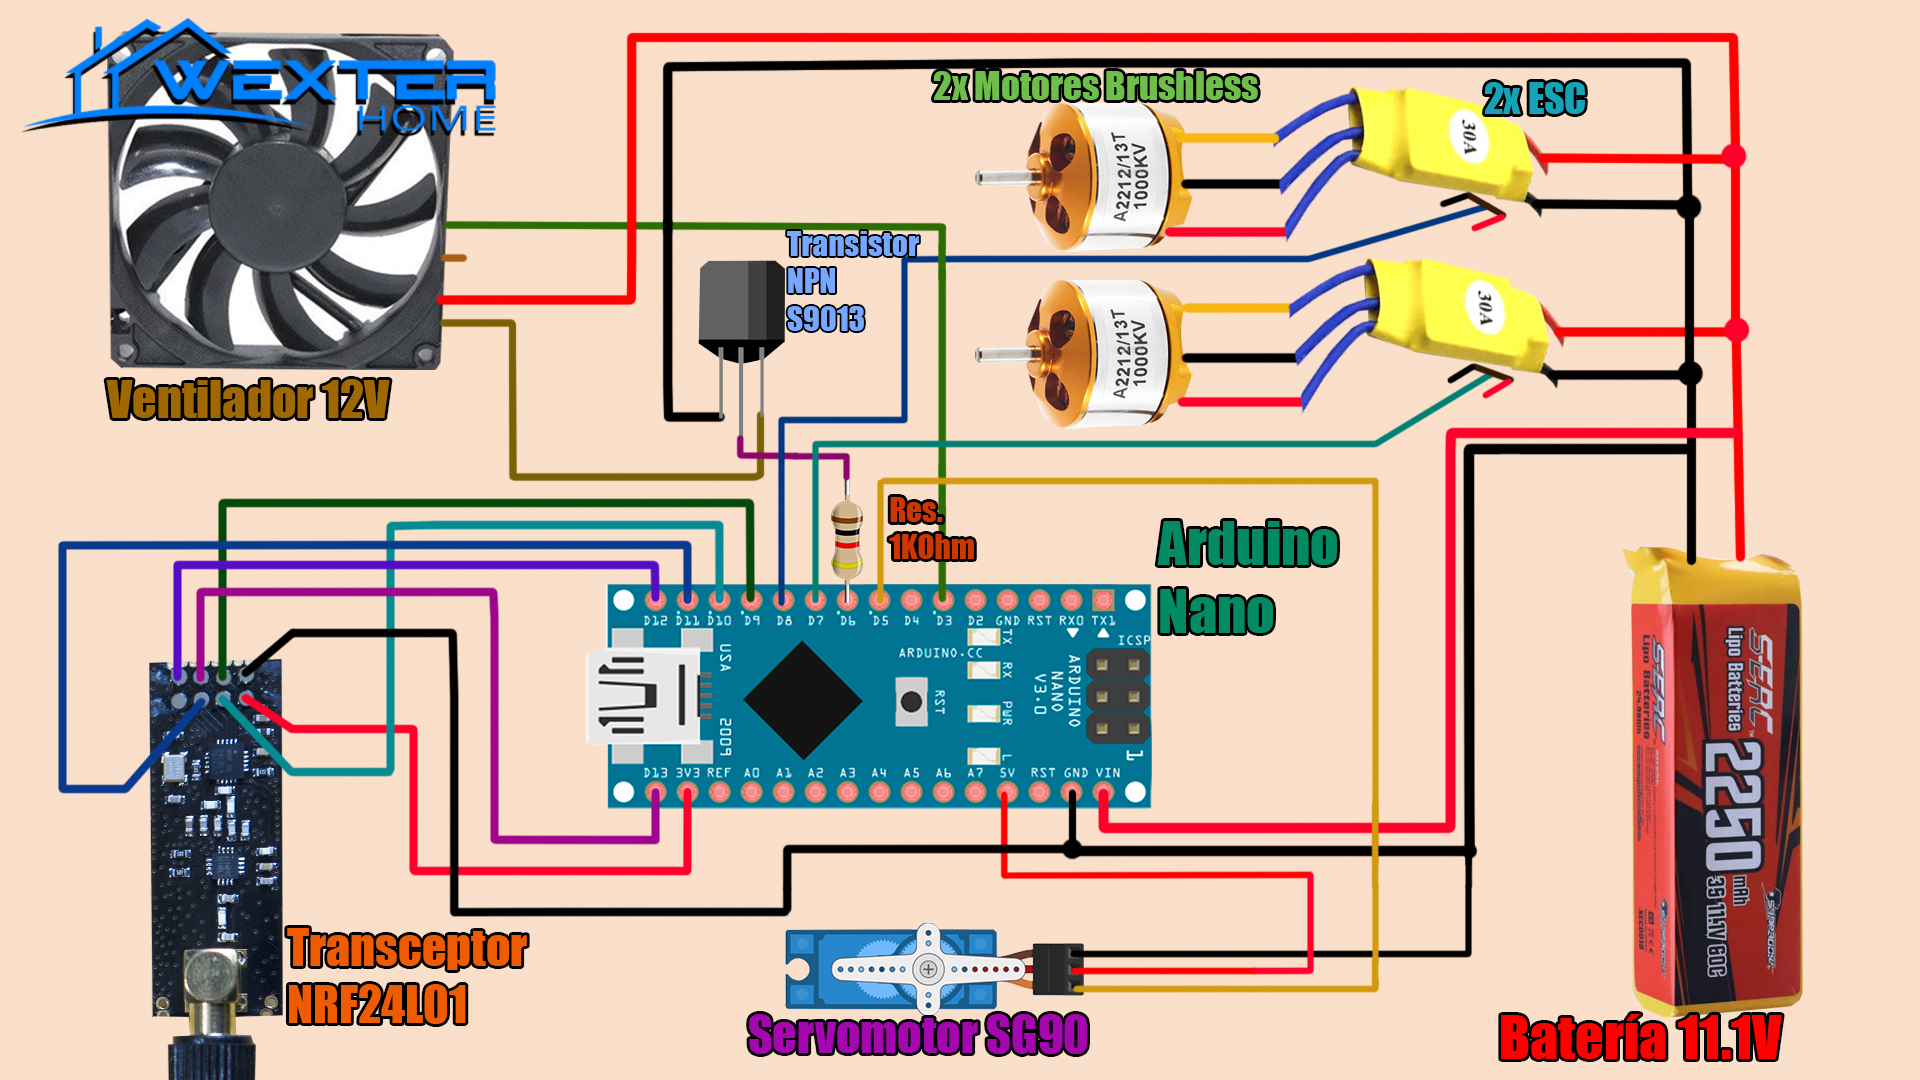 WEXTER
HOME
2x Motores Brushless
2x ESC
30A
A2212/13T
1000KV
Transistor
NPN
S9013
30A
A2212/13T
1000KV
Ventilador 12V
Res.
1KOhm
Arduino
Nano
D12 D11 D10 D9 D8 D7 D6 D5 D4 D3 D2 GND RST RX0 TX1
ICSP
USA
ARDUINO.CC
TX
RX
PWR
L
RST
ARDUINO
NANO
V3.0
1
D13 3V3 REF A0 A1 A2 A3 A4 A5 A6 A7 5V RST GND VIN
Lipo Batteries
2250 mAh
3S 11.1V 60C
Lipo Batteries
Transceptor
NRF24L01
Servomotor SG90
Batería 11.1V